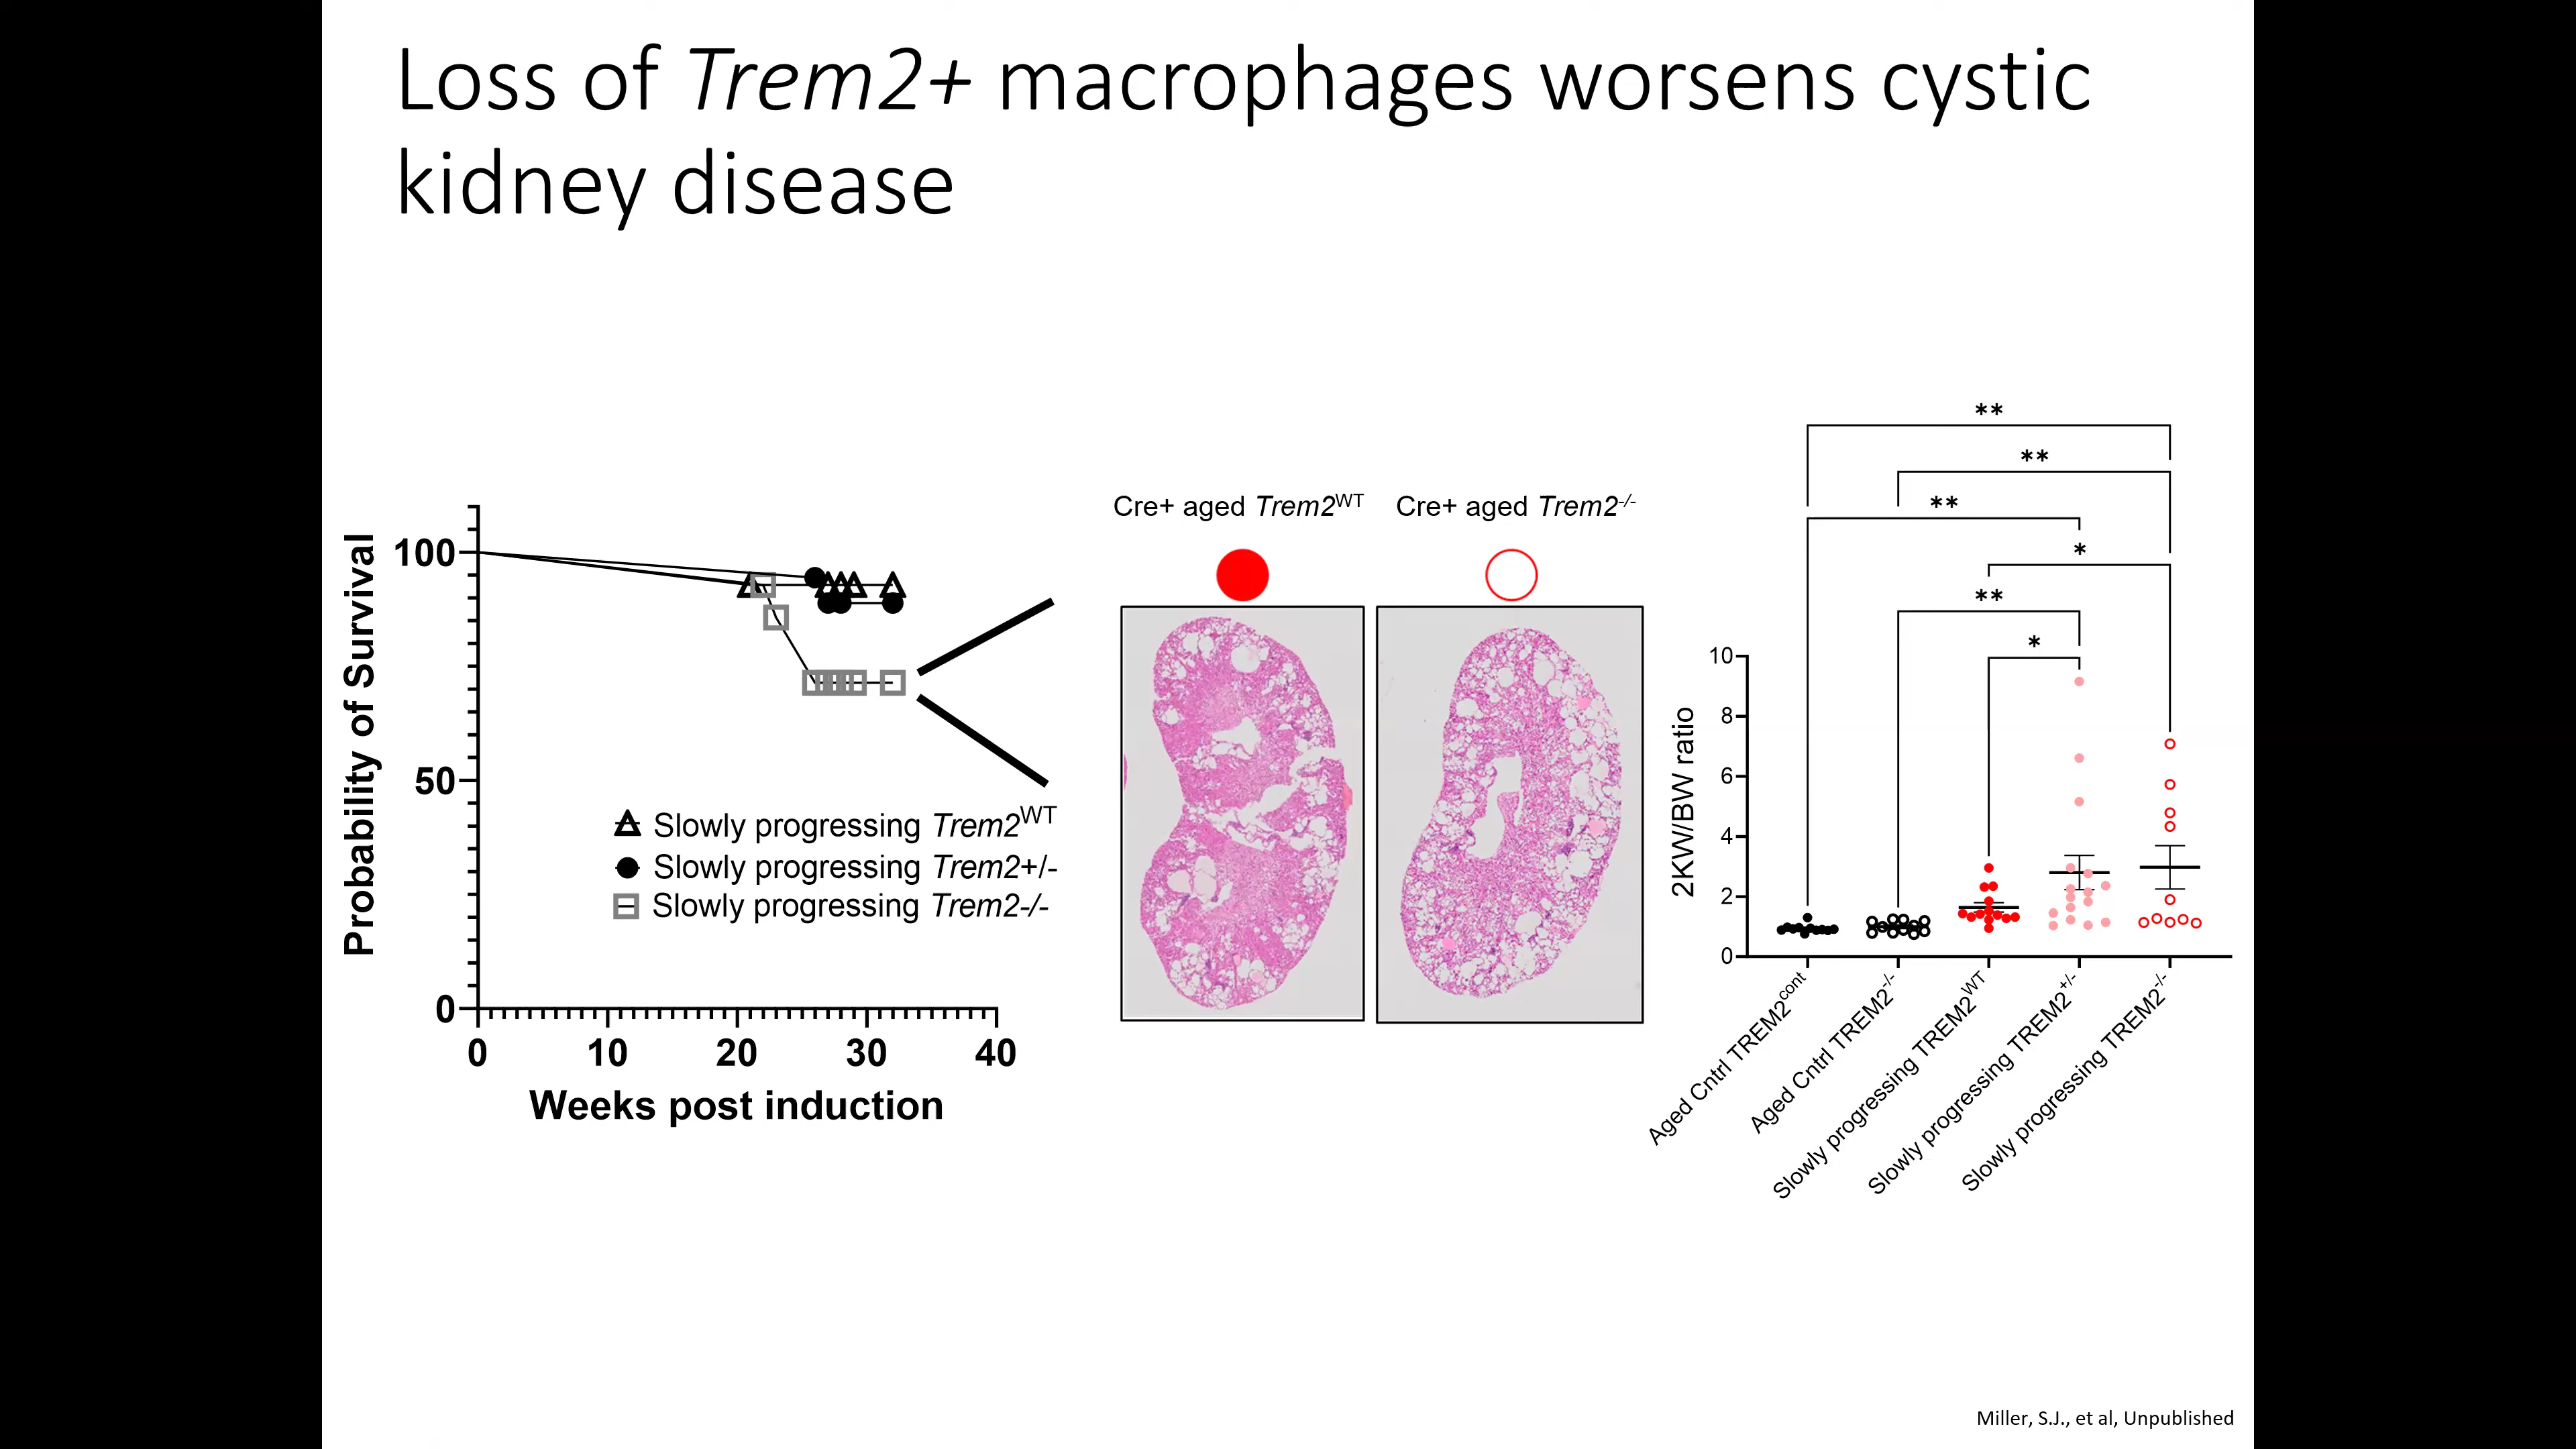 Loss of Trem2+ macrophages worsens cystic
kidney disease
Probability of Survival
100
50
0
0 10 20 30 40
Weeks post induction
Slowly progressing Trem2WT
Slowly progressing Trem2+/-
Slowly progressing Trem2-/-
Cre+ aged Trem2WT
Cre+ aged Trem2-/-
**
**
**
*
**
*
2KW/BW ratio
10
8
6
4
2
0
Aged Cntrl TREM2cont
Aged Cntrl TREM2-/-
Slowly progressing TREM2WT
Slowly progressing TREM2+/-
Slowly progressing TREM2-/-
Miller, S.J., et al, Unpublished